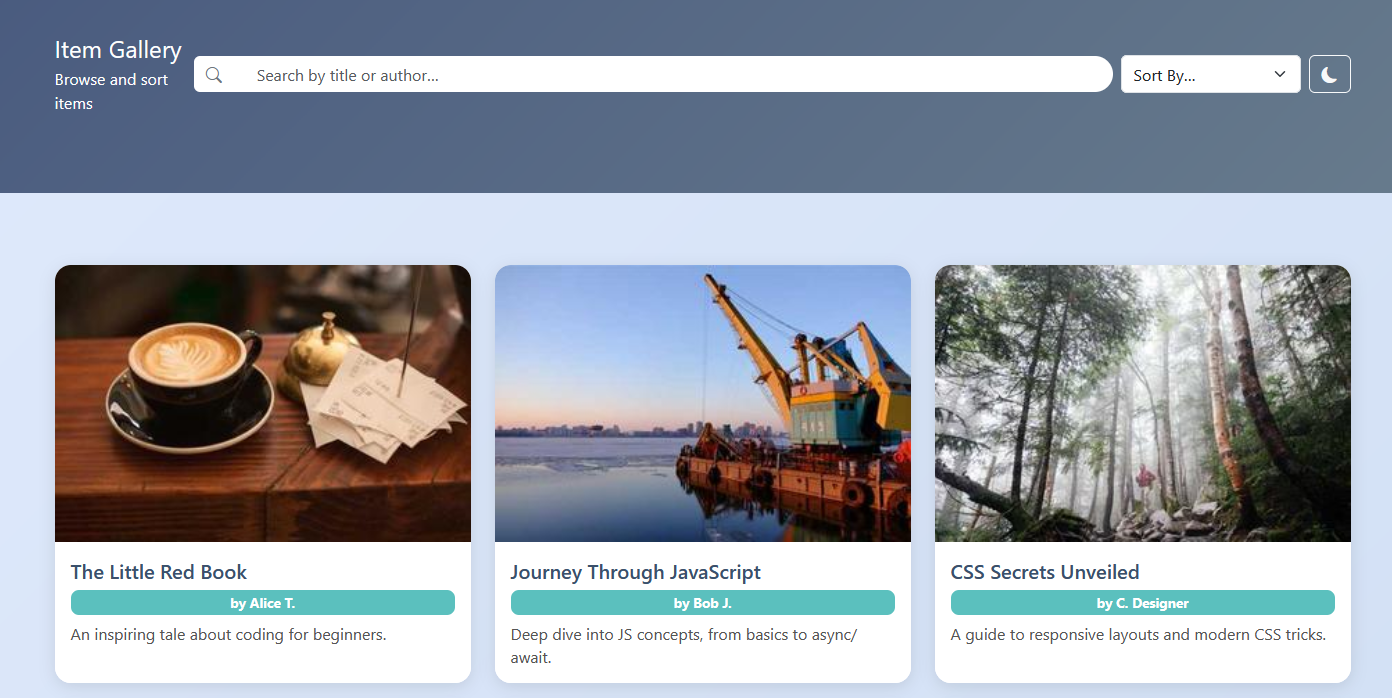 Item Gallery
Browse and sort
items
Search by title or author...
Sort By...
The Little Red Book
by Alice T.
An inspiring tale about coding for beginners.
Journey Through JavaScript
by Bob J.
Deep dive into JS concepts, from basics to async/
await.
CSS Secrets Unveiled
by C. Designer
A guide to responsive layouts and modern CSS tricks.